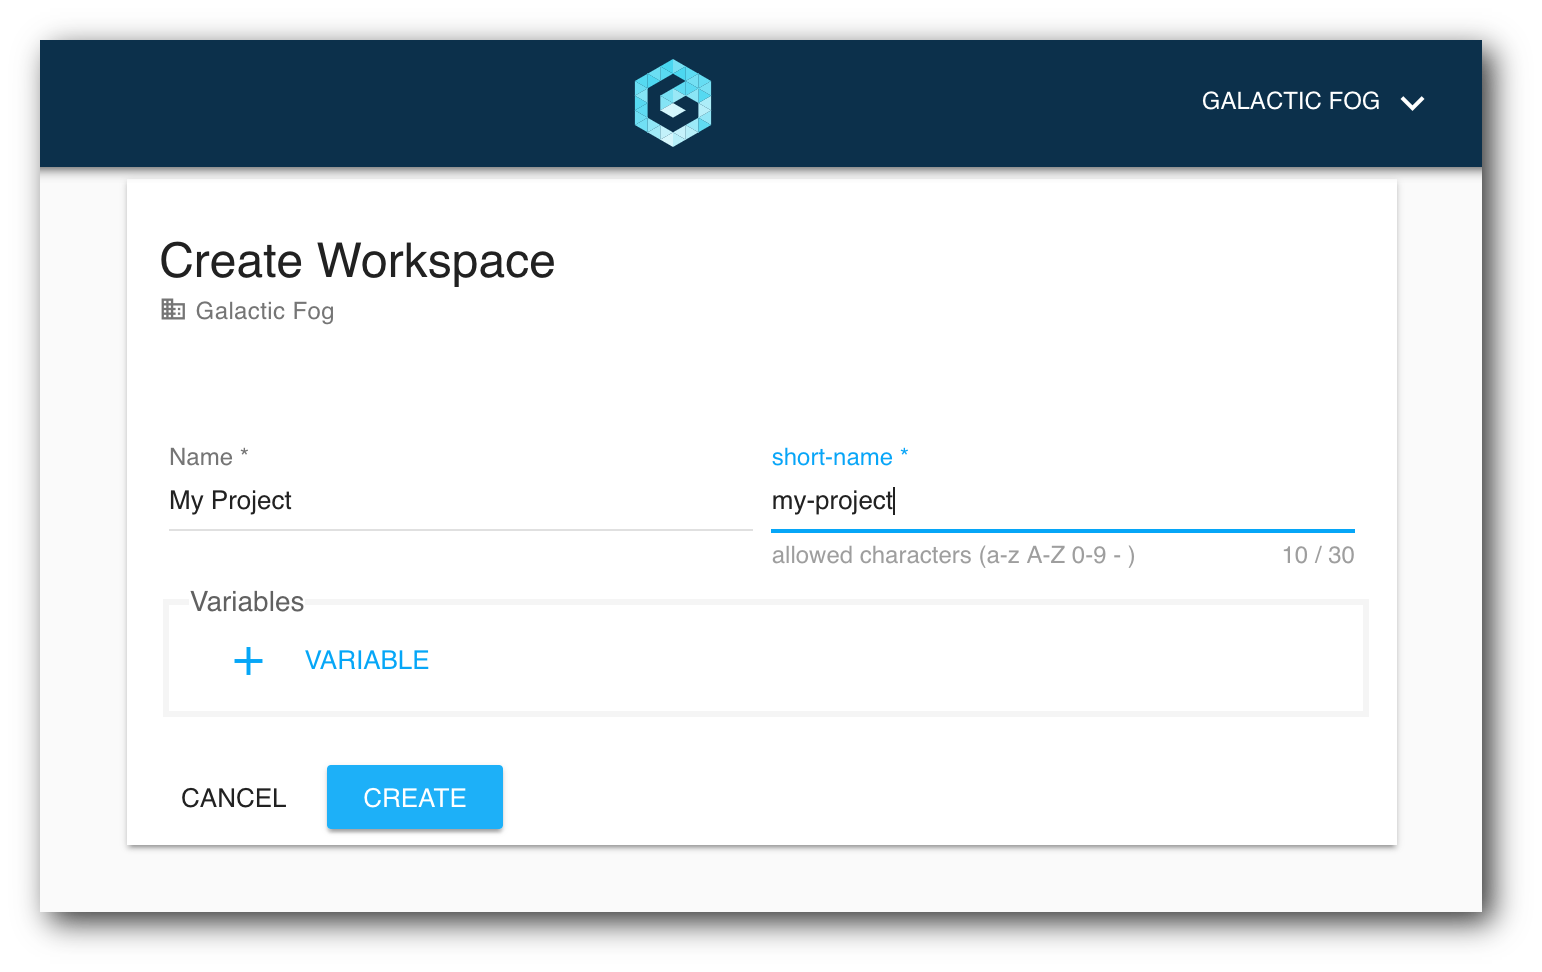 GALACTIC FOG
Create Workspace
Galactic Fog
Name *
short-name *
My Project
my-project
allowed characters (a-z A-Z 0-9 - )
10 / 30
Variables
+ VARIABLE
CANCEL
CREATE